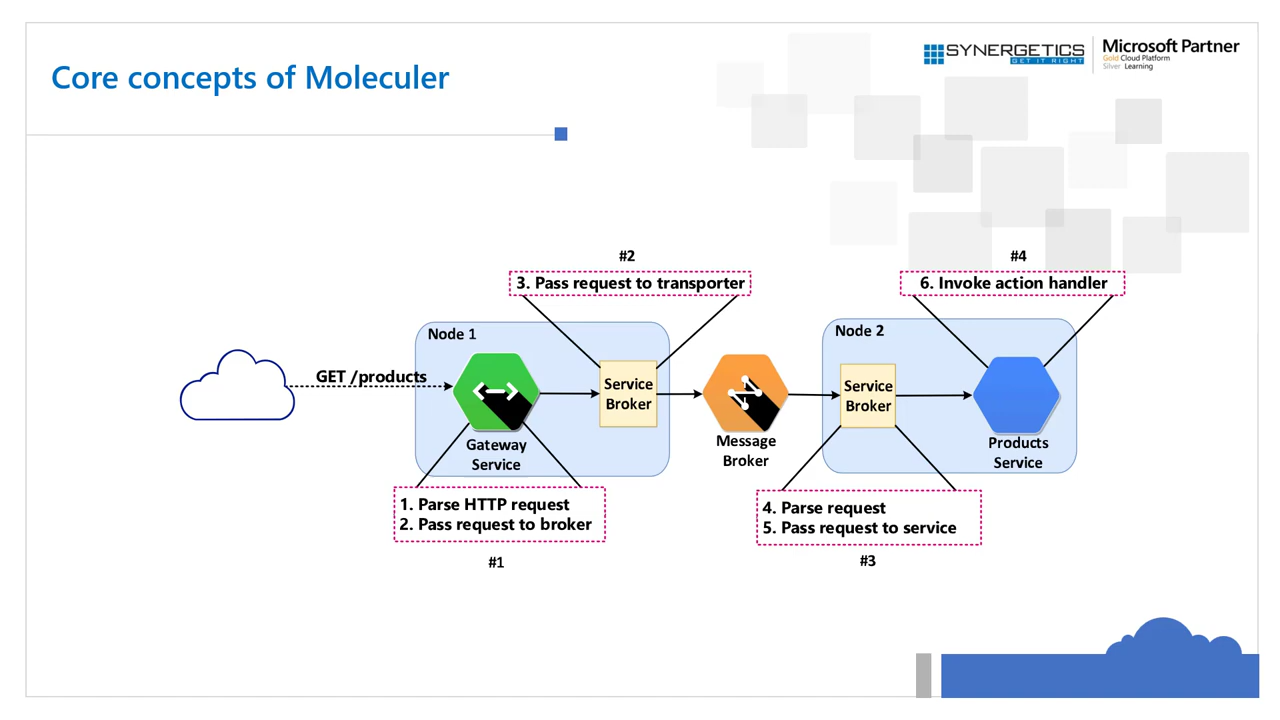 Core concepts of Moleculer
SYNERGETICS
GET IT RIGHT
Microsoft Partner
Gold Cloud Platform
Silver Learning
#2
3. Pass request to transporter
#4
6. Invoke action handler
Node 1
Node 2
GET /products
Service
Broker
Service
Broker
Gateway
Service
Message
Broker
Products
Service
1. Parse HTTP request
2. Pass request to broker
#1
4. Parse request
5. Pass request to service
#3